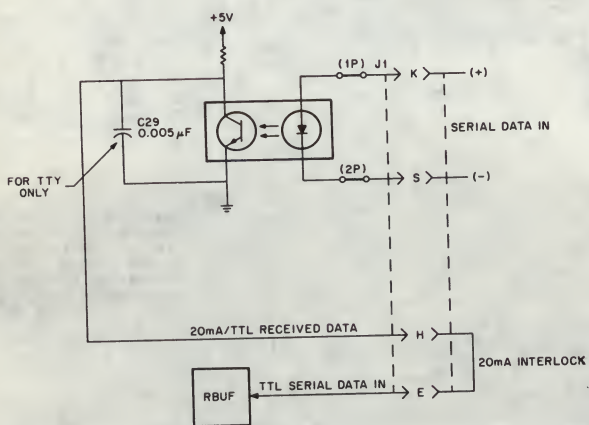 +5V
(1P) J1
K (+)
C29
0.005µF
SERIAL DATA IN
FOR TTY
ONLY
(2P)
S (-)
20mA/TTL RECEIVED DATA
H
20mA INTERLOCK
TTL SERIAL DATA IN
E
RBUF